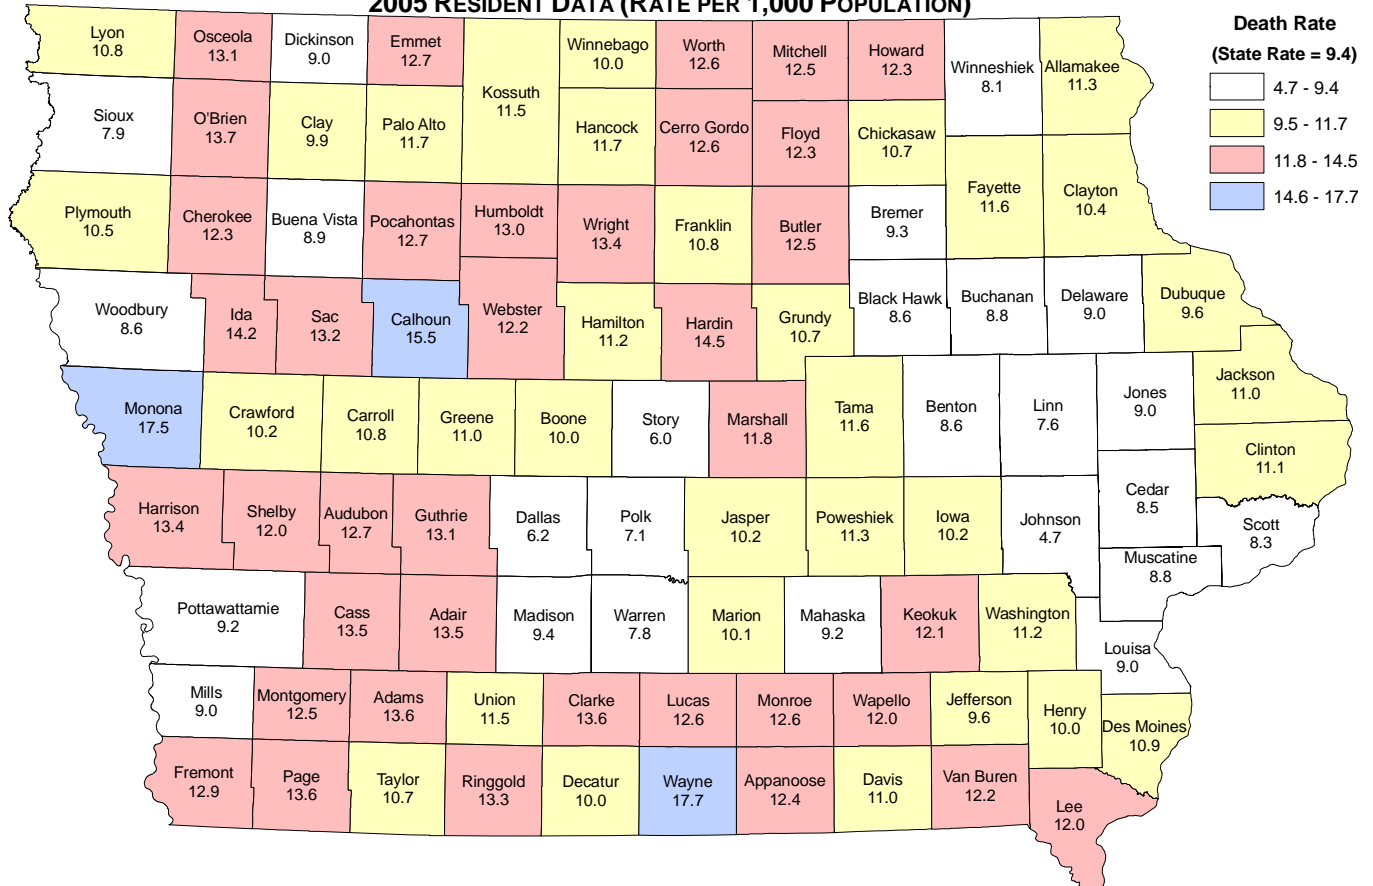 2005 RESIDENT DATA (RATE PER 1,000 POPULATION)
Death Rate
(State Rate = 9.4)
4.7 - 9.4
9.5 - 11.7
11.8 - 14.5
14.6 - 17.7
Lyon
10.8
Osceola
13.1
Dickinson
9.0
Emmet
12.7
Kossuth
11.5
Winnebago
10.0
Worth
12.6
Mitchell
12.5
Howard
12.3
Winneshiek
8.1
Allamakee
11.3
Sioux
7.9
O'Brien
13.7
Clay
9.9
Palo Alto
11.7
Hancock
11.7
Cerro Gordo
12.6
Floyd
12.3
Chickasaw
10.7
Fayette
11.6
Clayton
10.4
Plymouth
10.5
Cherokee
12.3
Buena Vista
8.9
Pocahontas
12.7
Humboldt
13.0
Wright
13.4
Franklin
10.8
Butler
12.5
Bremer
9.3
Woodbury
8.6
Ida
14.2
Sac
13.2
Calhoun
15.5
Webster
12.2
Hamilton
11.2
Hardin
14.5
Grundy
10.7
Black Hawk
8.6
Buchanan
8.8
Delaware
9.0
Dubuque
9.6
Monona
17.5
Crawford
10.2
Carroll
10.8
Greene
11.0
Boone
10.0
Story
6.0
Marshall
11.8
Tama
11.6
Benton
8.6
Linn
7.6
Jones
9.0
Jackson
11.0
Clinton
11.1
Harrison
13.4
Shelby
12.0
Audubon
12.7
Guthrie
13.1
Dallas
6.2
Polk
7.1
Jasper
10.2
Poweshiek
11.3
Iowa
10.2
Johnson
4.7
Cedar
8.5
Scott
8.3
Muscatine
8.8
Pottawattamie
9.2
Cass
13.5
Adair
13.5
Madison
9.4
Warren
7.8
Marion
10.1
Mahaska
9.2
Keokuk
12.1
Washington
11.2
Louisa
9.0
Mills
9.0
Montgomery
12.5
Adams
13.6
Union
11.5
Clarke
13.6
Lucas
12.6
Monroe
12.6
Wapello
12.0
Jefferson
9.6
Henry
10.0
Des Moines
10.9
Fremont
12.9
Page
13.6
Taylor
10.7
Ringgold
13.3
Decatur
10.0
Wayne
17.7
Appanoose
12.4
Davis
11.0
Van Buren
12.2
Lee
12.0